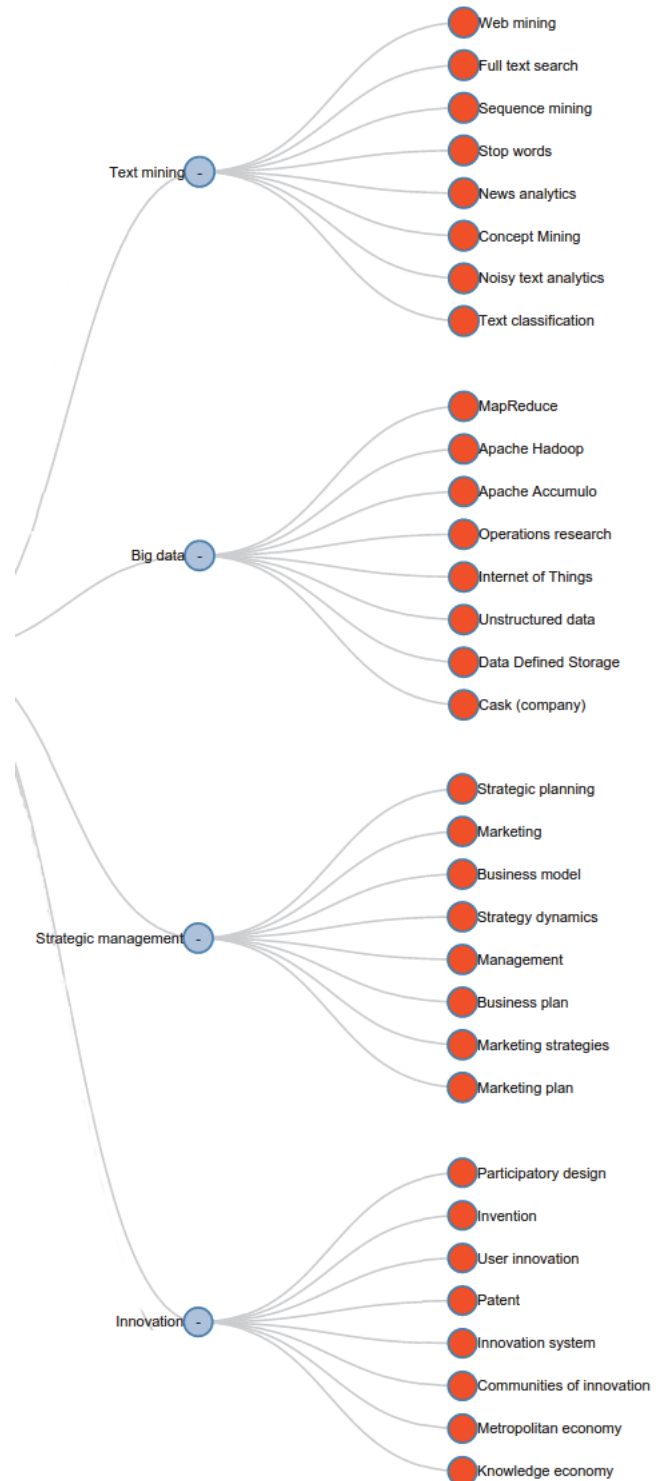 Web mining
Full text search
Sequence mining
Stop words
Text mining -
News analytics
Concept Mining
Noisy text analytics
Text classification
MapReduce
Apache Hadoop
Apache Accumulo
Operations research
Big data -
Internet of Things
Unstructured data
Data Defined Storage
Cask (company)
Strategic planning
Marketing
Business model
Strategy dynamics
Strategic management -
Management
Business plan
Marketing strategies
Marketing plan
Participatory design
Invention
User innovation
Patent
Innovation -
Innovation system
Communities of innovation
Metropolitan economy
Knowledge economy